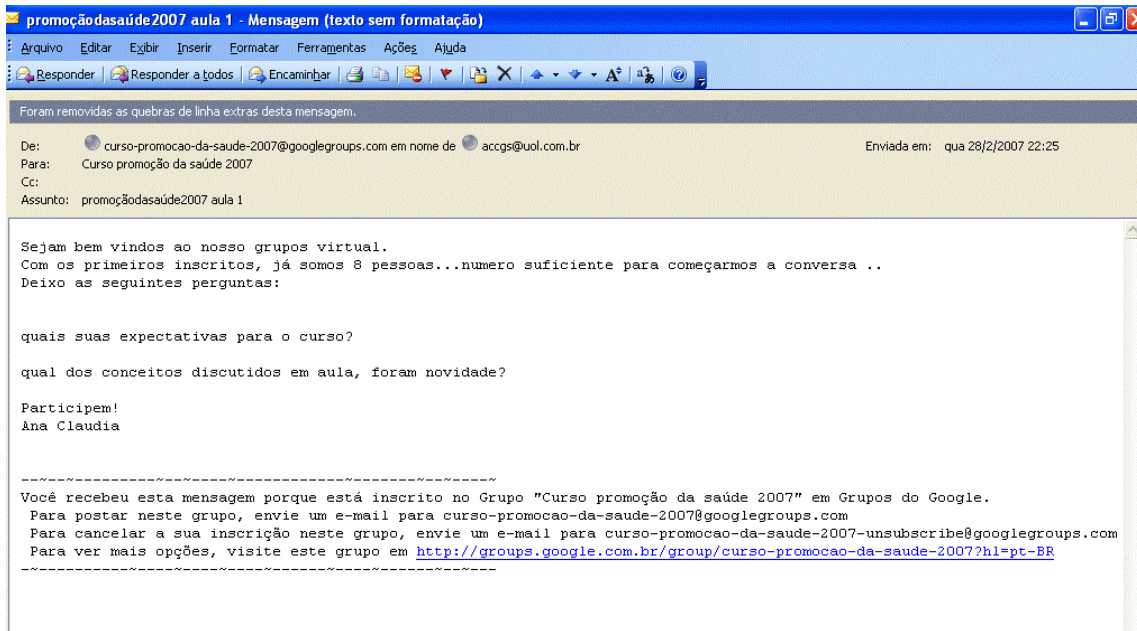 promoçãodasaúde2007 aula 1 - Mensagem (texto sem formatação)
Arquivo Editar Exibir Inserir Formatar Ferramentas Ações Ajuda
Responder Responder a todos Encaminhar
Foram removidas as quebras de linha extras desta mensagem.
De: curso-promocao-da-saude-2007@googlegroups.com em nome de accgs@uol.com.br Enviada em: qua 28/2/2007 22:25
Para: Curso promoção da saúde 2007
Cc:
Assunto: promoçãodasaúde2007 aula 1
Sejam bem vindos ao nosso grupos virtual.
Com os primeiros inscritos, já somos 8 pessoas...numero suficiente para começarmos a conversa ..
Deixo as seguintes perguntas:
quais suas expectativas para o curso?
qual dos conceitos discutidos em aula, foram novidade?
Participem!
Ana Claudia
--~--~---------~--~----~------------~-------~--~----~
Você recebeu esta mensagem porque está inscrito no Grupo "Curso promoção da saúde 2007" em Grupos do Google.
Para postar neste grupo, envie um e-mail para curso-promocao-da-saude-2007@googlegroups.com
Para cancelar a sua inscrição neste grupo, envie um e-mail para curso-promocao-da-saude-2007-unsubscribe@googlegroups.com
Para ver mais opções, visite este grupo em http://groups.google.com.br/group/curso-promocao-da-saude-2007?hl=pt-BR
-~----------~----~----~----~------~----~------~--~---